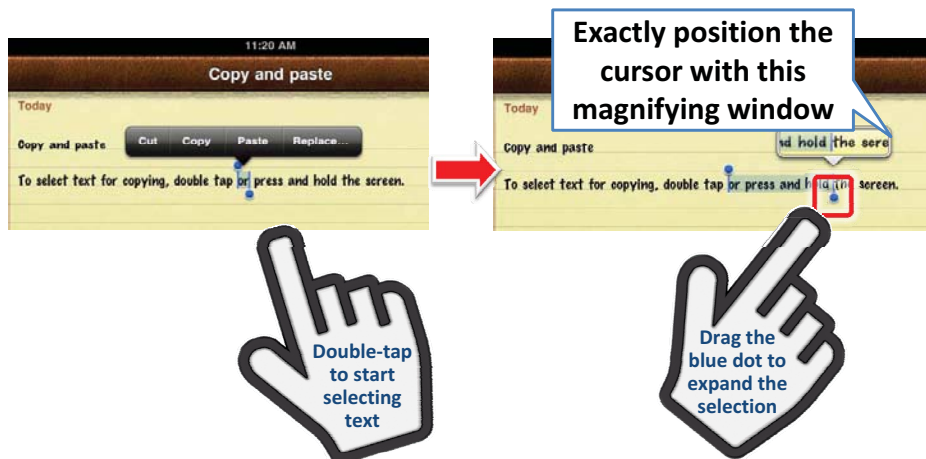 11:20 AM
Copy and paste
Today
Copy and paste
Cut Copy Paste Replace...
To select text for copying, double tap or press and hold the screen.
Double-tap
to start
selecting
text
Exactly position the
cursor with this
magnifying window
Today
Copy and paste
hold the
To select text for copying, double tap or press and hold the screen.
Drag the
blue dot to
expand the
selection